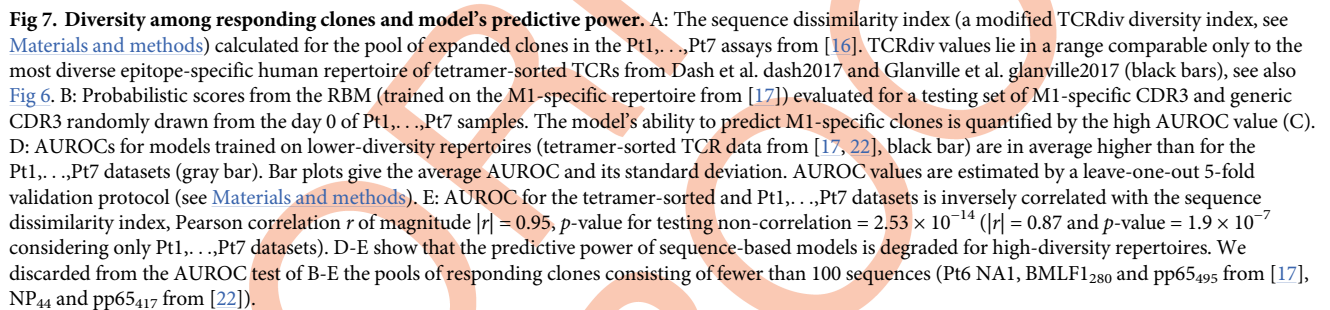 Fig 7. Diversity among responding clones and model's predictive power. A: The sequence dissimilarity index (a modified TCRdiv diversity index, see
Materials and methods) calculated for the pool of expanded clones in the Pt1,. . .,Pt7 assays from [16]. TCRdiv values lie in a range comparable only to the
most diverse epitope-specific human repertoire of tetramer-sorted TCRs from Dash et al. dash2017 and Glanville et al. glanville2017 (black bars), see also
Fig 6. B: Probabilistic scores from the RBM (trained on the M1-specific repertoire from [17]) evaluated for a testing set of M1-specific CDR3 and generic
CDR3 randomly drawn from the day 0 of Pt1,. . .,Pt7 samples. The model's ability to predict M1-specific clones is quantified by the high AUROC value (C).
D: AUROCs for models trained on lower-diversity repertoires (tetramer-sorted TCR data from [17, 22], black bar) are in average higher than for the
Pt1,. . .,Pt7 datasets (gray bar). Bar plots give the average AUROC and its standard deviation. AUROC values are estimated by a leave-one-out 5-fold
validation protocol (see Materials and methods). E: AUROC for the tetramer-sorted and Pt1,. . .,Pt7 datasets is inversely correlated with the sequence
dissimilarity index, Pearson correlation r of magnitude |r| = 0.95, p-value for testing non-correlation = 2.53 × 10⁻¹⁴ (|r| = 0.87 and p-value = 1.9 × 10⁻⁷
considering only Pt1,. . .,Pt7 datasets). D-E show that the predictive power of sequence-based models is degraded for high-diversity repertoires. We
discarded from the AUROC test of B-E the pools of responding clones consisting of fewer than 100 sequences (Pt6 NA1, BMLF1₂₈₀ and pp65₄₉₅ from [17],
NP₄₄ and pp65₄₁₇ from [22]).